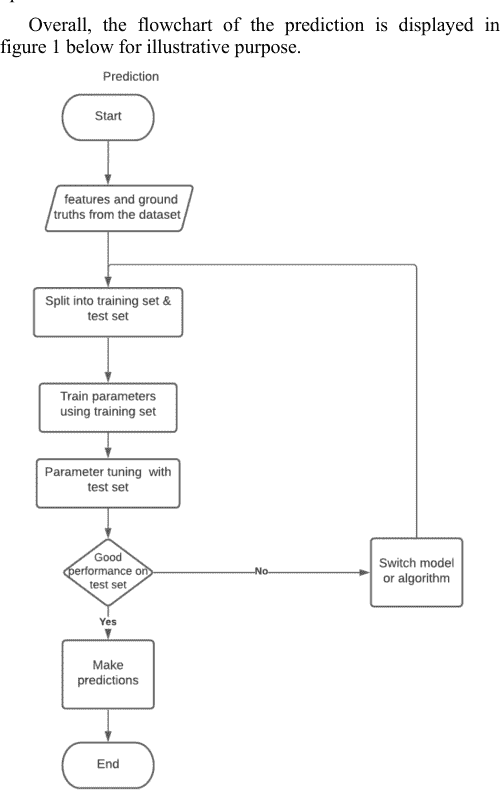 Overall, the flowchart of the prediction is displayed in
figure 1 below for illustrative purpose.
Prediction
Start
features and ground
truths from the dataset
Split into training set &
test set
Train parameters
using training set
Parameter tuning with
test set
Good
performance on
test set
No
Switch model
or algorithm
Yes
Make
predictions
End